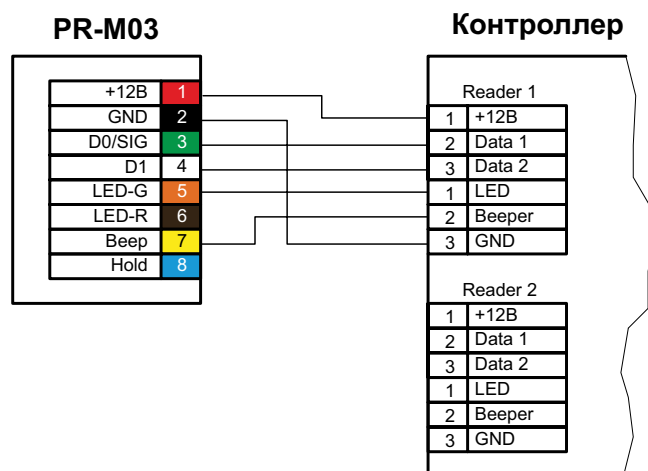 PR-M03
Контроллер
+12В 1
GND 2
D0/SIG 3
D1 4
LED-G 5
LED-R 6
Beep 7
Hold 8
Reader 1
1 +12В
2 Data 1
3 Data 2
1 LED
2 Beeper
3 GND
Reader 2
1 +12В
2 Data 1
3 Data 2
1 LED
2 Beeper
3 GND